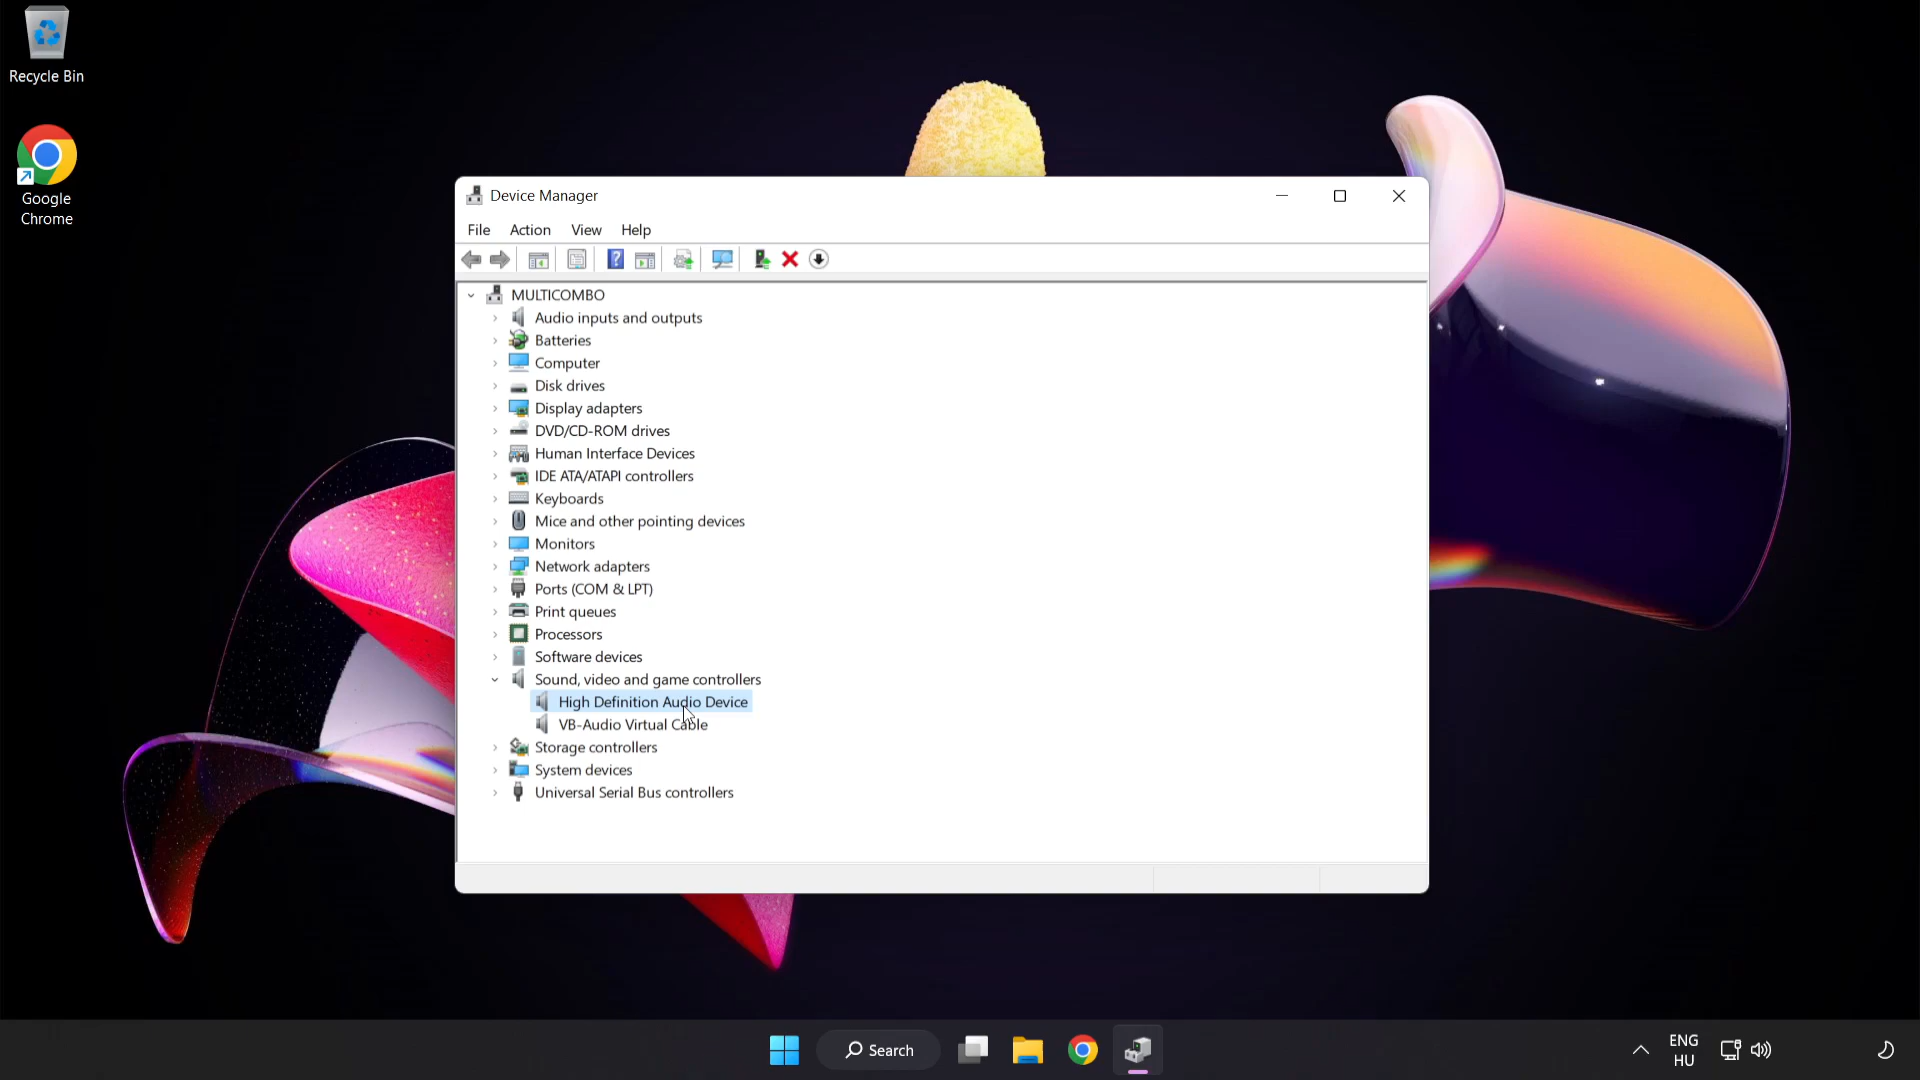 Recycle Bin
Google
Chrome
Device Manager
File Action View Help
MULTICOMBO
Audio inputs and outputs
Batteries
Computer
Disk drives
Display adapters
DVD/CD-ROM drives
Human Interface Devices
IDE ATA/ATAPI controllers
Keyboards
Mice and other pointing devices
Monitors
Network adapters
Ports (COM & LPT)
Print queues
Processors
Software devices
Sound, video and game controllers
High Definition Audio Device
VB-Audio Virtual Cable
Storage controllers
System devices
Universal Serial Bus controllers
Search
ENG
HU